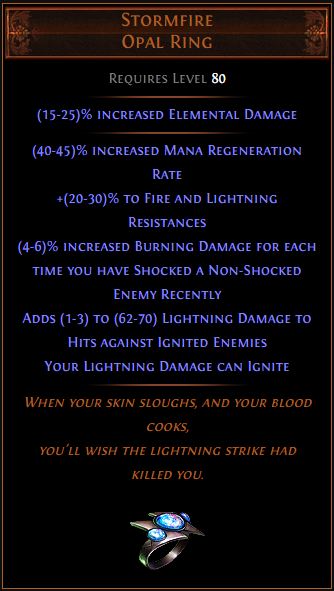 Stormfire
Opal Ring
Requires Level 80
(15-25)% increased Elemental Damage
(40-45)% increased Mana Regeneration
Rate
+(20-30)% to Fire and Lightning
Resistances
(4-6)% increased Burning Damage for each
time you have Shocked a Non-Shocked
Enemy Recently
Adds (1-3) to (62-70) Lightning Damage to
Hits against Ignited Enemies
Your Lightning Damage can Ignite
When your skin sloughs, and your blood
cooks,
you'll wish the lightning strike had
killed you.